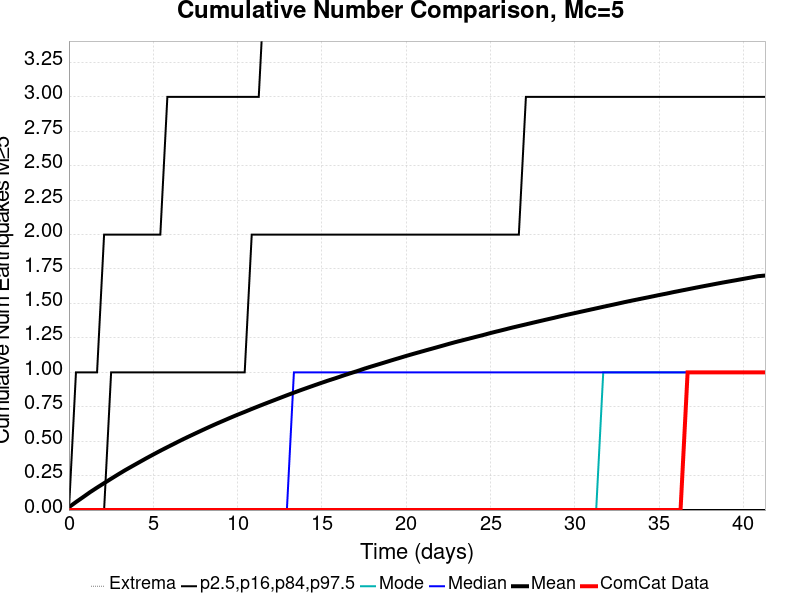 Cumulative Number Comparison, Mc=5
Cumulative Num Earthquakes M≥5
3.25
3.00
2.75
2.50
2.25
2.00
1.75
1.50
1.25
1.00
0.75
0.50
0.25
0.00
0 5 10 15 20 25 30 35 40
Time (days)
Extrema p2.5,p16,p84,p97.5 Mode Median Mean ComCat Data